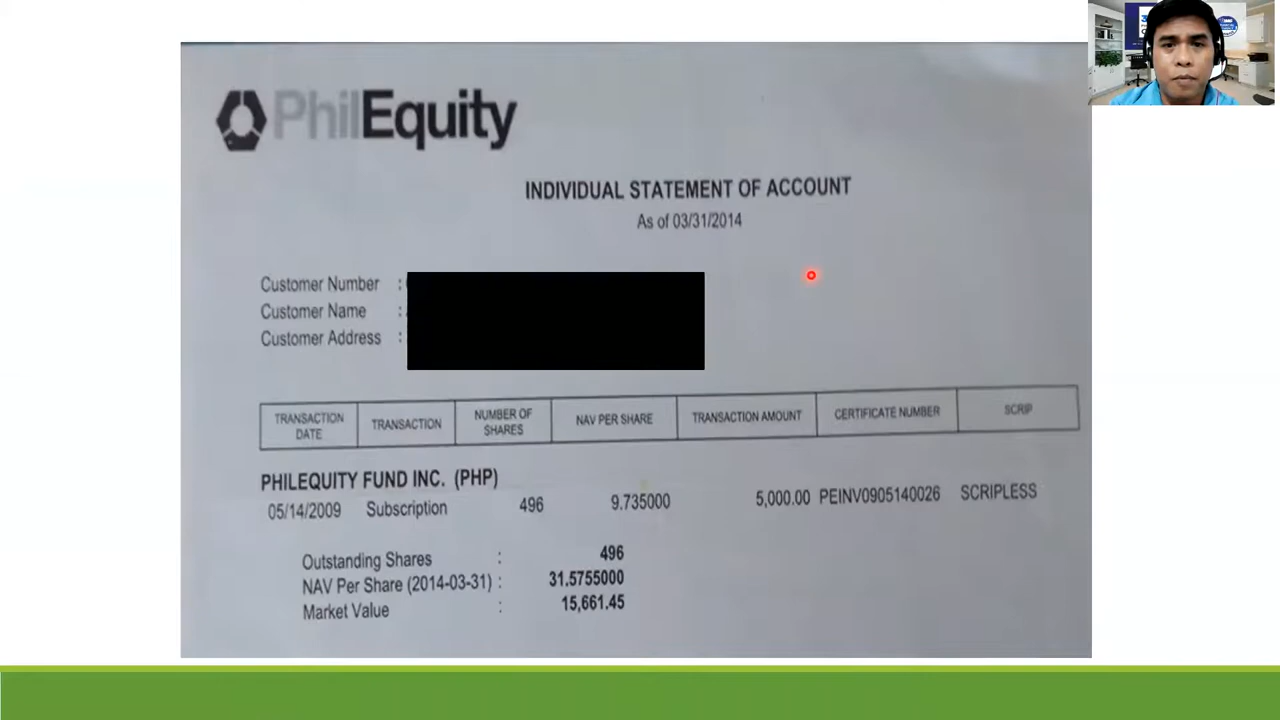 PhilEquity
INDIVIDUAL STATEMENT OF ACCOUNT
As of 03/31/2014
Customer Number :
Customer Name :
Customer Address :
TRANSACTION DATE TRANSACTION NUMBER OF SHARES NAV PER SHARE TRANSACTION AMOUNT CERTIFICATE NUMBER SCRIP
PHILEQUITY FUND INC. (PHP)
05/14/2009 Subscription 496 9.735000 5,000.00 PEINV0905140026 SCRIPLESS
Outstanding Shares : 496
NAV Per Share (2014-03-31) : 31.5755000
Market Value : 15,661.45